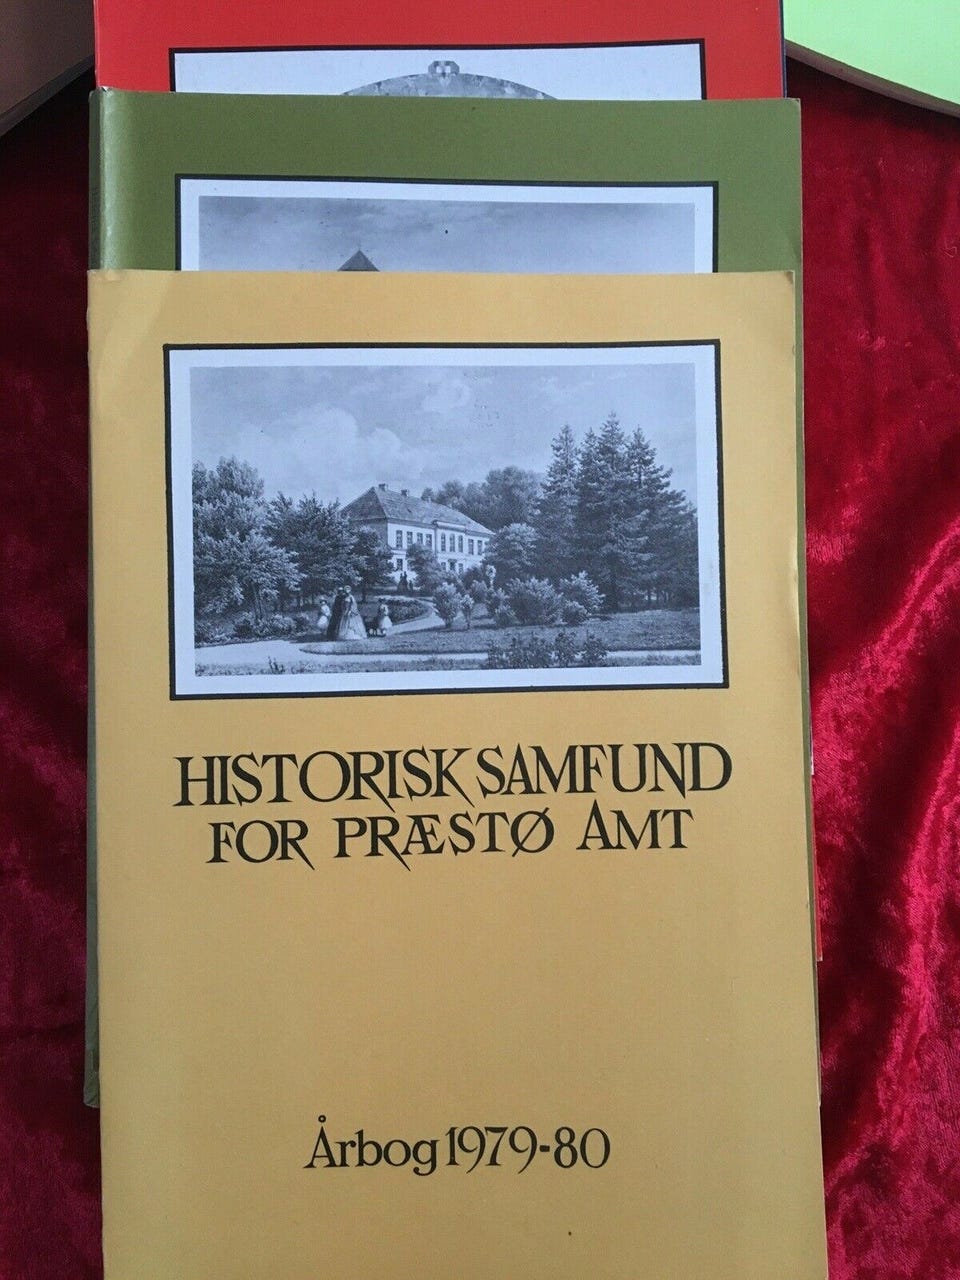 HISTORISK SAMFUND
FOR PRÆSTØ AMT
Årbog 1979-80